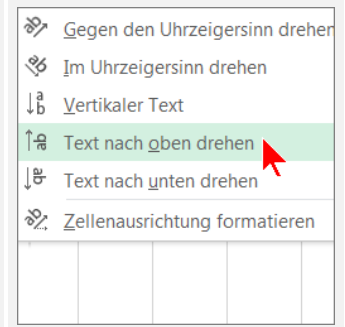 Gegen den Uhrzeigersinn drehen
Im Uhrzeigersinn drehen
Vertikaler Text
Text nach oben drehen
Text nach unten drehen
Zellenausrichtung formatieren